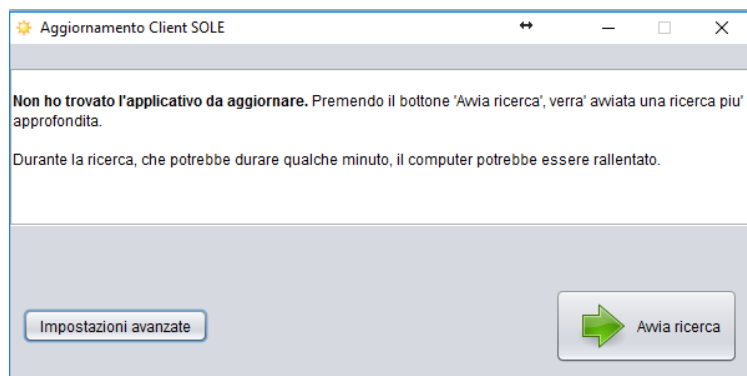 Aggiornamento Client SOLE
Non ho trovato l'applicativo da aggiornare. Premendo il bottone 'Avvia ricerca', verra' avviata una ricerca piu'
approfondita.
Durante la ricerca, che potrebbe durare qualche minuto, il computer potrebbe essere rallentato.
Impostazioni avanzate
Avvia ricerca